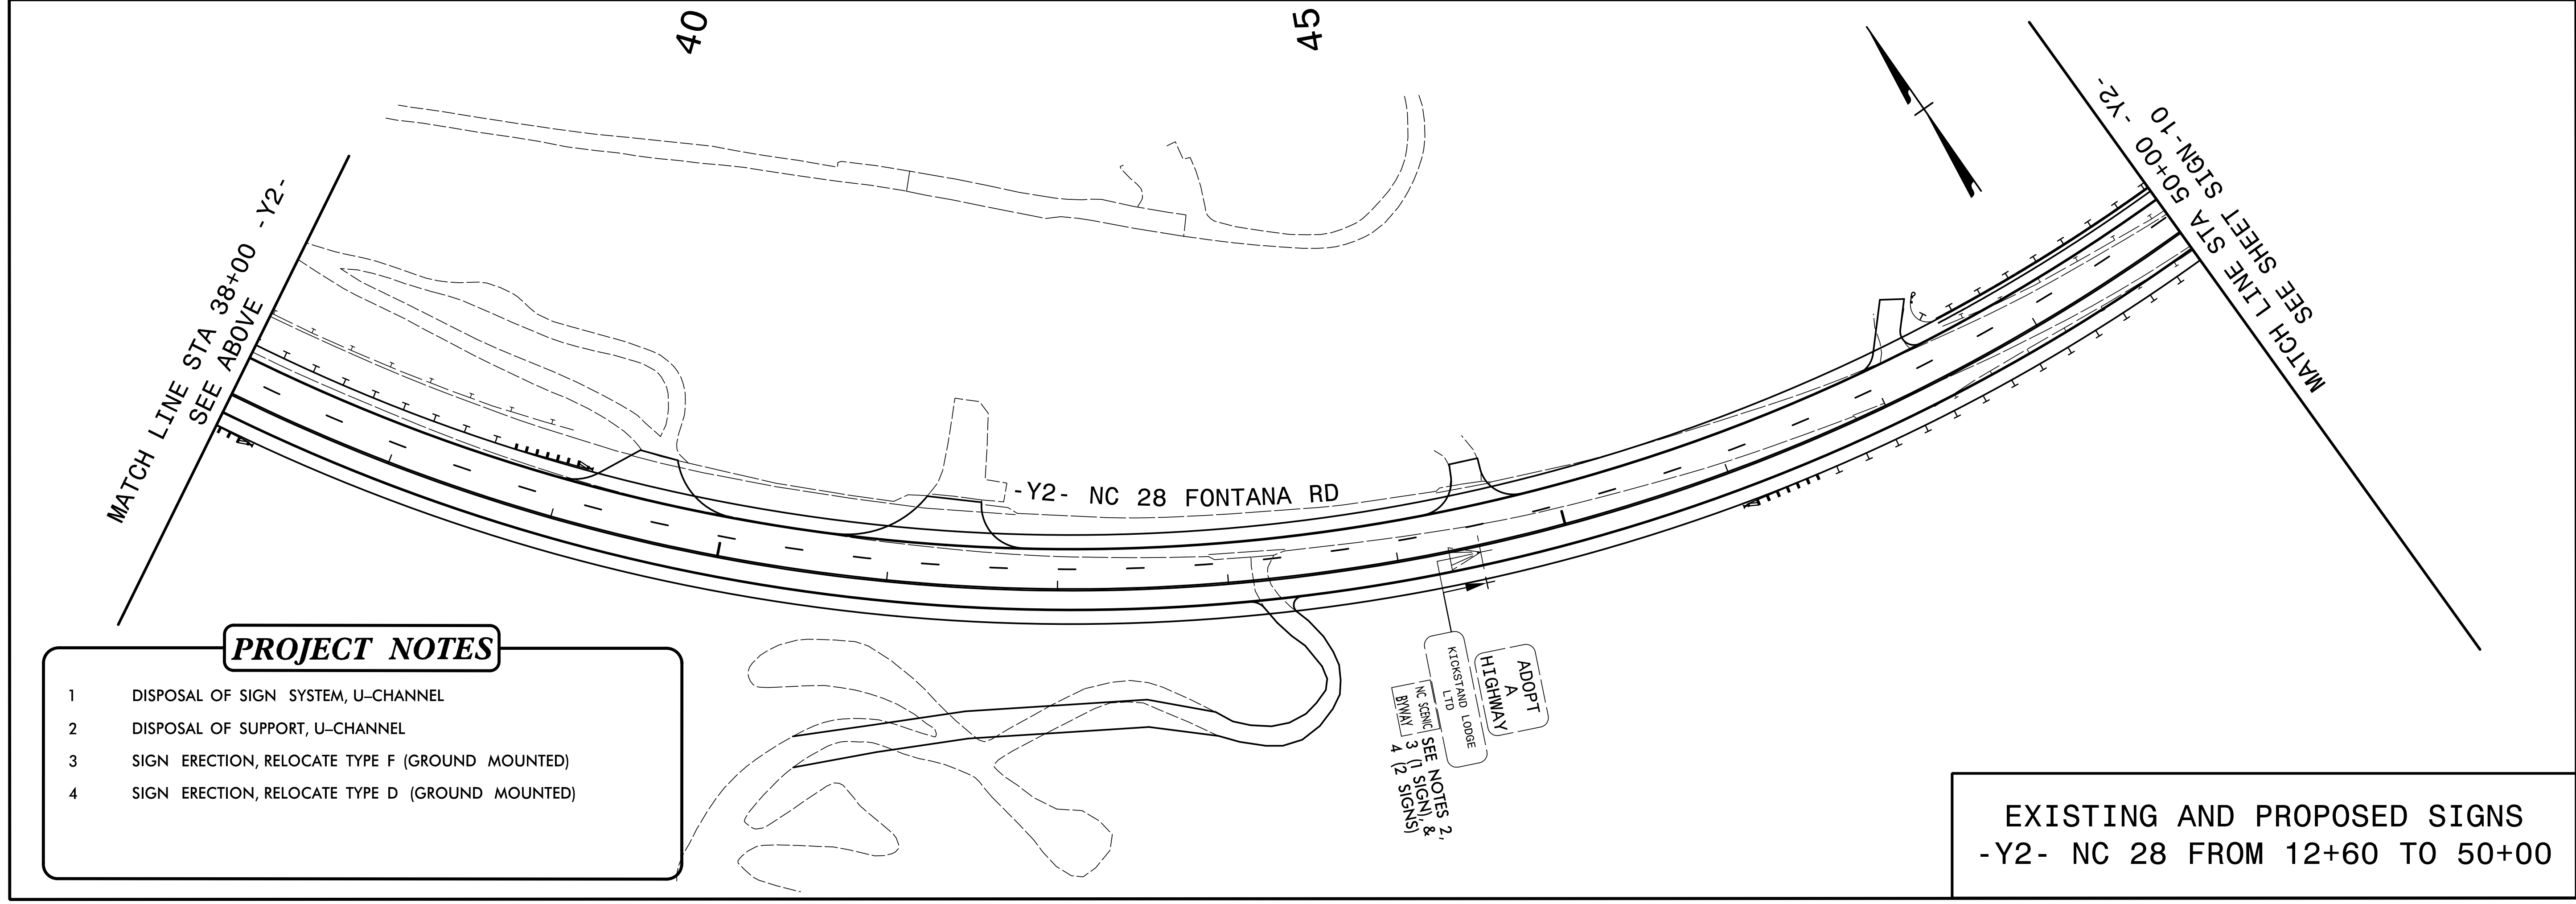 40
45
MATCH LINE STA 38+00 -Y2-
SEE ABOVE
MATCH LINE STA 50+00 -Y2-
SEE SHEET SIGN-10
-Y2- NC 28 FONTANA RD
ADOPT
A
HIGHWAY
KICKSTAND LODGE
LTD
NC SCENIC
BYWAY
SEE NOTES 2,
3 (1 SIGN), &
4 (2 SIGNS)
PROJECT NOTES
1 DISPOSAL OF SIGN SYSTEM, U-CHANNEL
2 DISPOSAL OF SUPPORT, U-CHANNEL
3 SIGN ERECTION, RELOCATE TYPE F (GROUND MOUNTED)
4 SIGN ERECTION, RELOCATE TYPE D (GROUND MOUNTED)
EXISTING AND PROPOSED SIGNS
-Y2- NC 28 FROM 12+60 TO 50+00